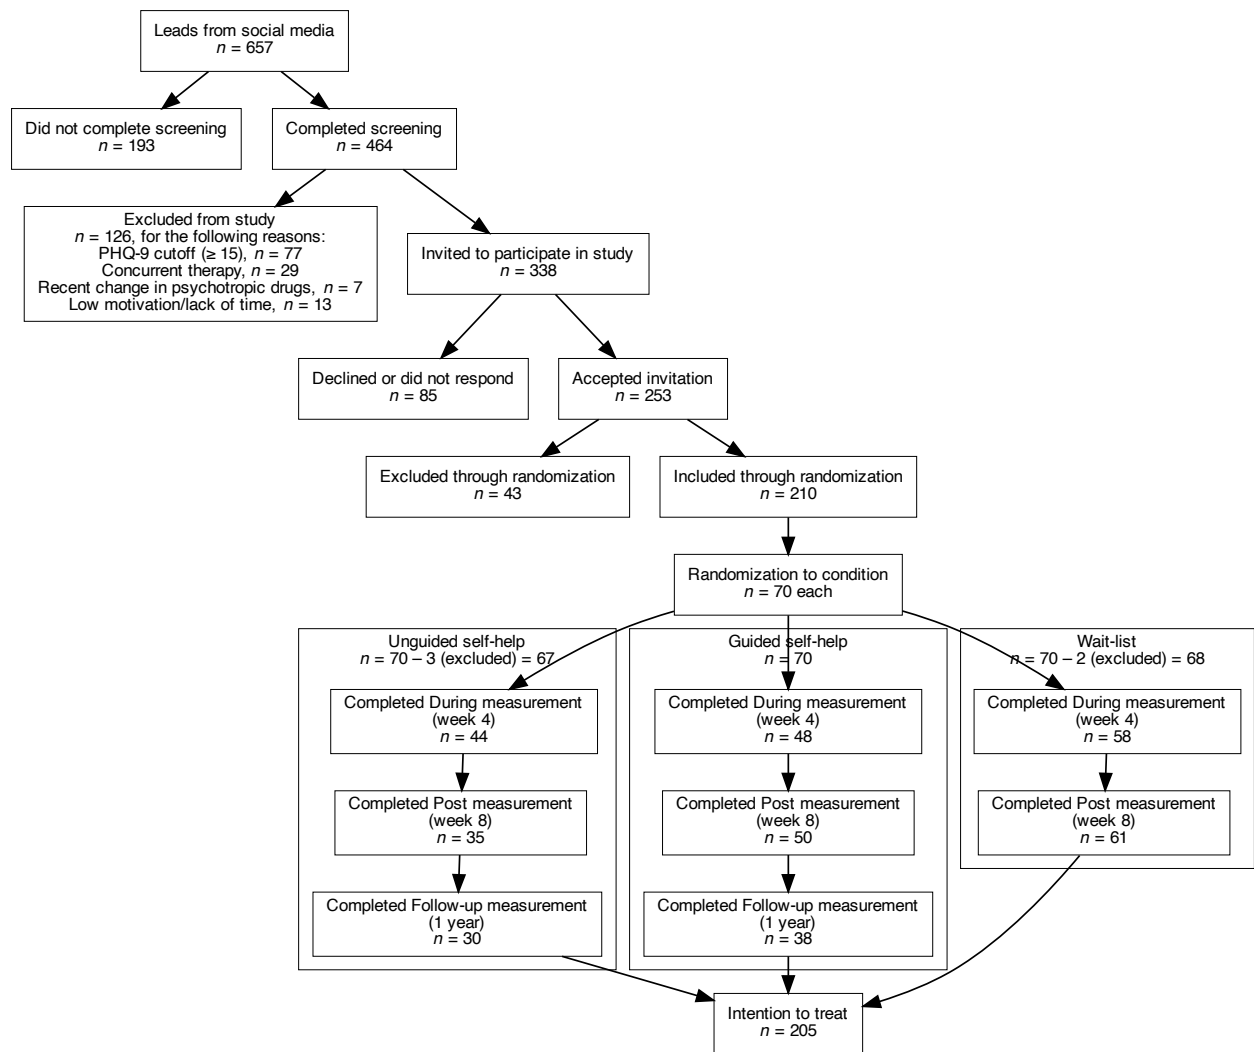 Leads from social media
n = 657
Did not complete screening
n = 193
Completed screening
n = 464
Excluded from study
n = 126, for the following reasons:
PHQ-9 cutoff (≥ 15), n = 77
Concurrent therapy, n = 29
Recent change in psychotropic drugs, n = 7
Low motivation/lack of time, n = 13
Invited to participate in study
n = 338
Declined or did not respond
n = 85
Accepted invitation
n = 253
Excluded through randomization
n = 43
Included through randomization
n = 210
Randomization to condition
n = 70 each
Unguided self-help
n = 70 – 3 (excluded) = 67
Completed During measurement
(week 4)
n = 44
Completed Post measurement
(week 8)
n = 35
Completed Follow-up measurement
(1 year)
n = 30
Guided self-help
n = 70
Completed During measurement
(week 4)
n = 48
Completed Post measurement
(week 8)
n = 50
Completed Follow-up measurement
(1 year)
n = 38
Wait-list
n = 70 – 2 (excluded) = 68
Completed During measurement
(week 4)
n = 58
Completed Post measurement
(week 8)
n = 61
Intention to treat
n = 205